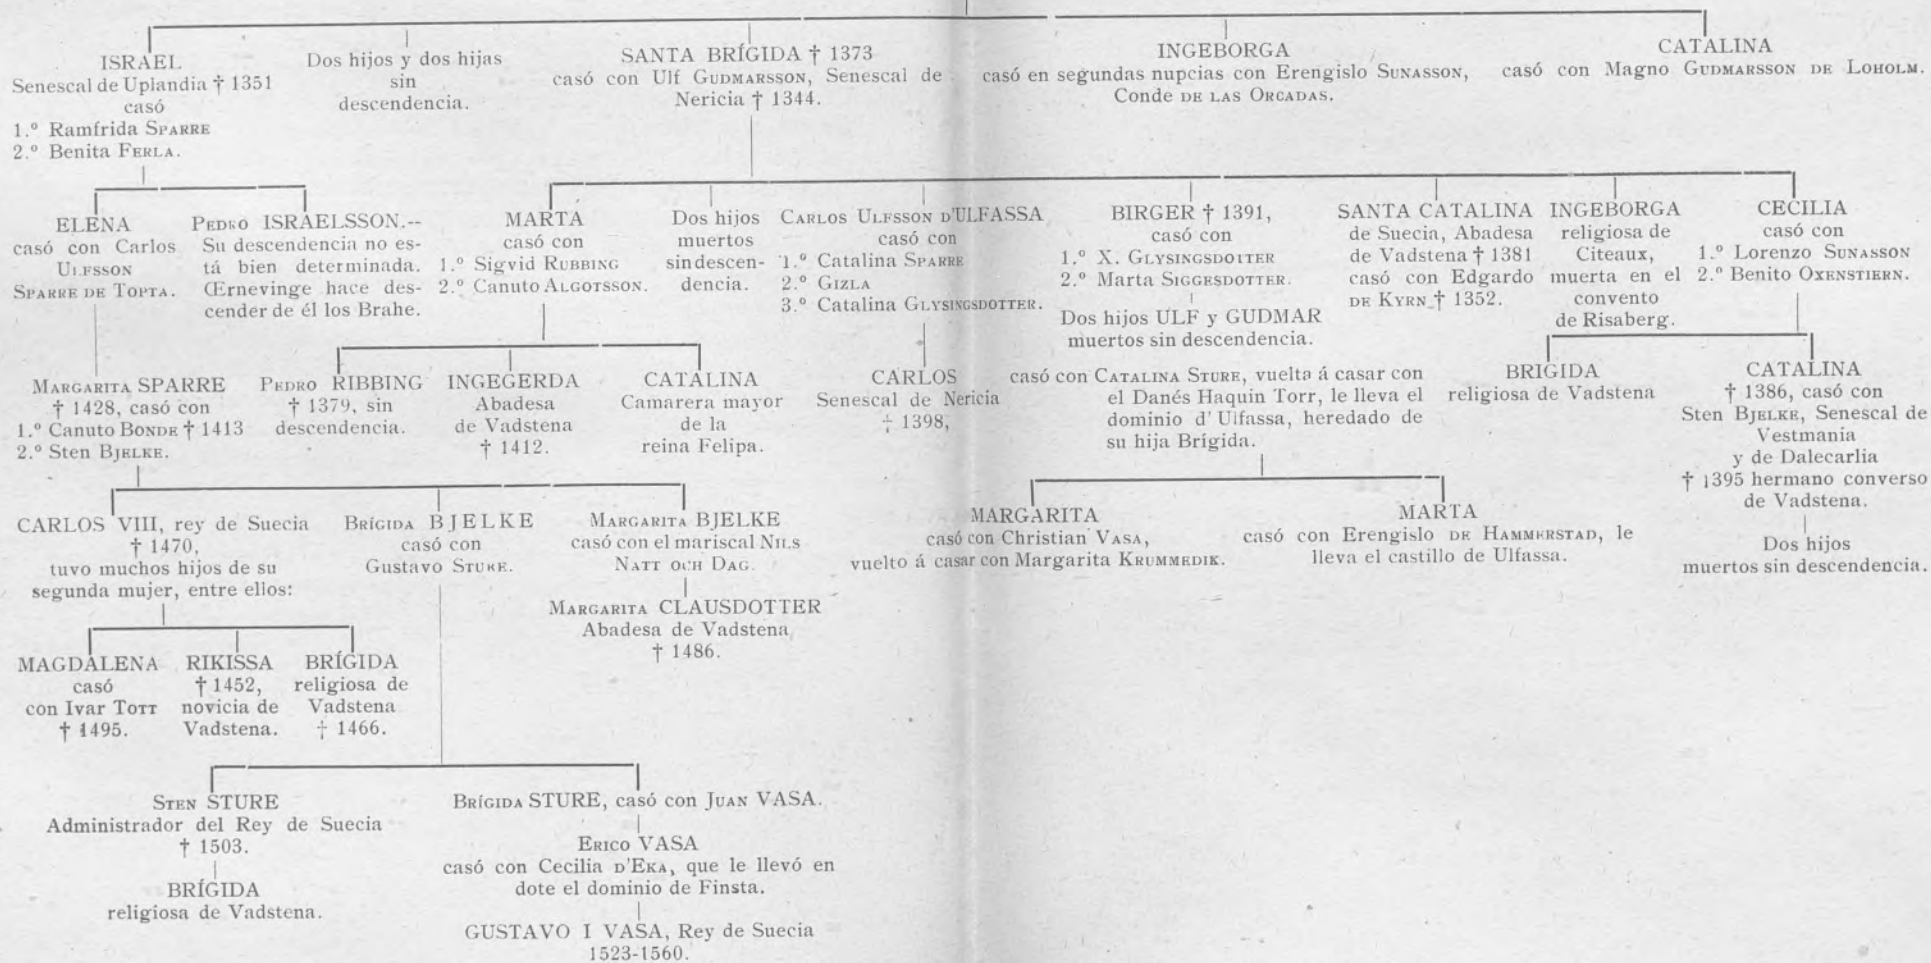 ISRAEL
Senescal de Uplandia † 1351
casó
1.º Ramfrida SPARRE
2.º Benita FERLA.
Dos hijos y dos hijas
sin
descendencia.
SANTA BRÍGIDA † 1373
casó con Ulf GUDMARSSON, Senescal de
Nericia † 1344.
INGEBORGA
casó en segundas nupcias con Erengislo SUNASSON,
Conde DE LAS ORCADAS.
CATALINA
casó con Magno GUDMARSSON DE LOHOLM.
ELENA
casó con Carlos
ULFSSON
SPARRE DE TOPTA.
PEDRO ISRAELSSON.--
Su descendencia no es-
tá bien determinada.
Œrnevinge hace des-
cender de él los Brahe.
MARTA
casó con
1.º Sigvid RUBBING
2.º Canuto ALGOTSSON.
Dos hijos
muertos
sin descen-
dencia.
CARLOS ULFSSON D'ULFASSA
casó con
1.º Catalina SPARRE
2.º GIZLA
3.º Catalina GLYSINGSDOTTER.
BIRGER † 1391,
casó con
1.º X. GLYSINGSDOTTER
2.º Marta SIGGESDOTTER.
Dos hijos ULF y GUDMAR
muertos sin descendencia.
SANTA CATALINA
de Suecia, Abadesa
de Vadstena † 1381
casó con Edgardo
DE KYRN † 1352.
INGEBORGA
religiosa de
Citeaux,
muerta en el
convento
de Risaberg.
CECILIA
casó con
1.º Lorenzo SUNASSON
2.º Benito OXENSTIERN.
MARGARITA SPARRE
† 1428, casó con
1.º Canuto BONDE † 1413
2.º Sten BJELKE.
PEDRO RIBBING
† 1379, sin
descendencia.
INGEGERDA
Abadesa
de Vadstena
† 1412.
CATALINA
Camarera mayor
de la
reina Felipa.
CARLOS
Senescal de Nericia
† 1398,
casó con CATALINA STURE, vuelta á casar con
el Danés Haquin Torr, le lleva el
dominio d'Ulfassa, heredado de
su hija Brígida.
BRIGIDA
religiosa de Vadstena
CATALINA
† 1386, casó con
Sten BJELKE, Senescal de
Vestmania
y de Dalecarlia
† 1395 hermano converso
de Vadstena.
Dos hijos
muertos sin descendencia.
CARLOS VIII, rey de Suecia
† 1470,
tuvo muchos hijos de su
segunda mujer, entre ellos:
BRÍGIDA BJELKE
casó con
Gustavo STURE.
MARGARITA BJELKE
casó con el mariscal NILS
NATT OCH DAG.
MARGARITA CLAUSDOTTER
Abadesa de Vadstena
† 1486.
MARGARITA
casó con Christian VASA,
vuelto á casar con Margarita KRUMMEDIK.
MARTA
casó con Erengislo DE HAMMERSTAD, le
lleva el castillo de Ulfassa.
MAGDALENA
casó
con Ivar TOTT
† 1495.
RIKISSA
† 1452,
novicia de
Vadstena.
BRÍGIDA
religiosa de
Vadstena
† 1466.
STEN STURE
Administrador del Rey de Suecia
† 1503.
BRÍGIDA
religiosa de Vadstena.
BRÍGIDA STURE, casó con JUAN VASA.
ERICO VASA
casó con Cecilia D'EKA, que le llevó en
dote el dominio de Finsta.
GUSTAVO I VASA, Rey de Suecia
1523-1560.